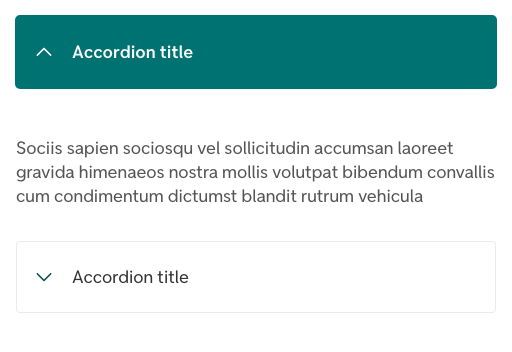 Accordion title
Sociis sapien sociosqu vel sollicitudin accumsan laoreet
gravida himenaeos nostra mollis volutpat bibendum convallis
cum condimentum dictumst blandit rutrum vehicula
Accordion title